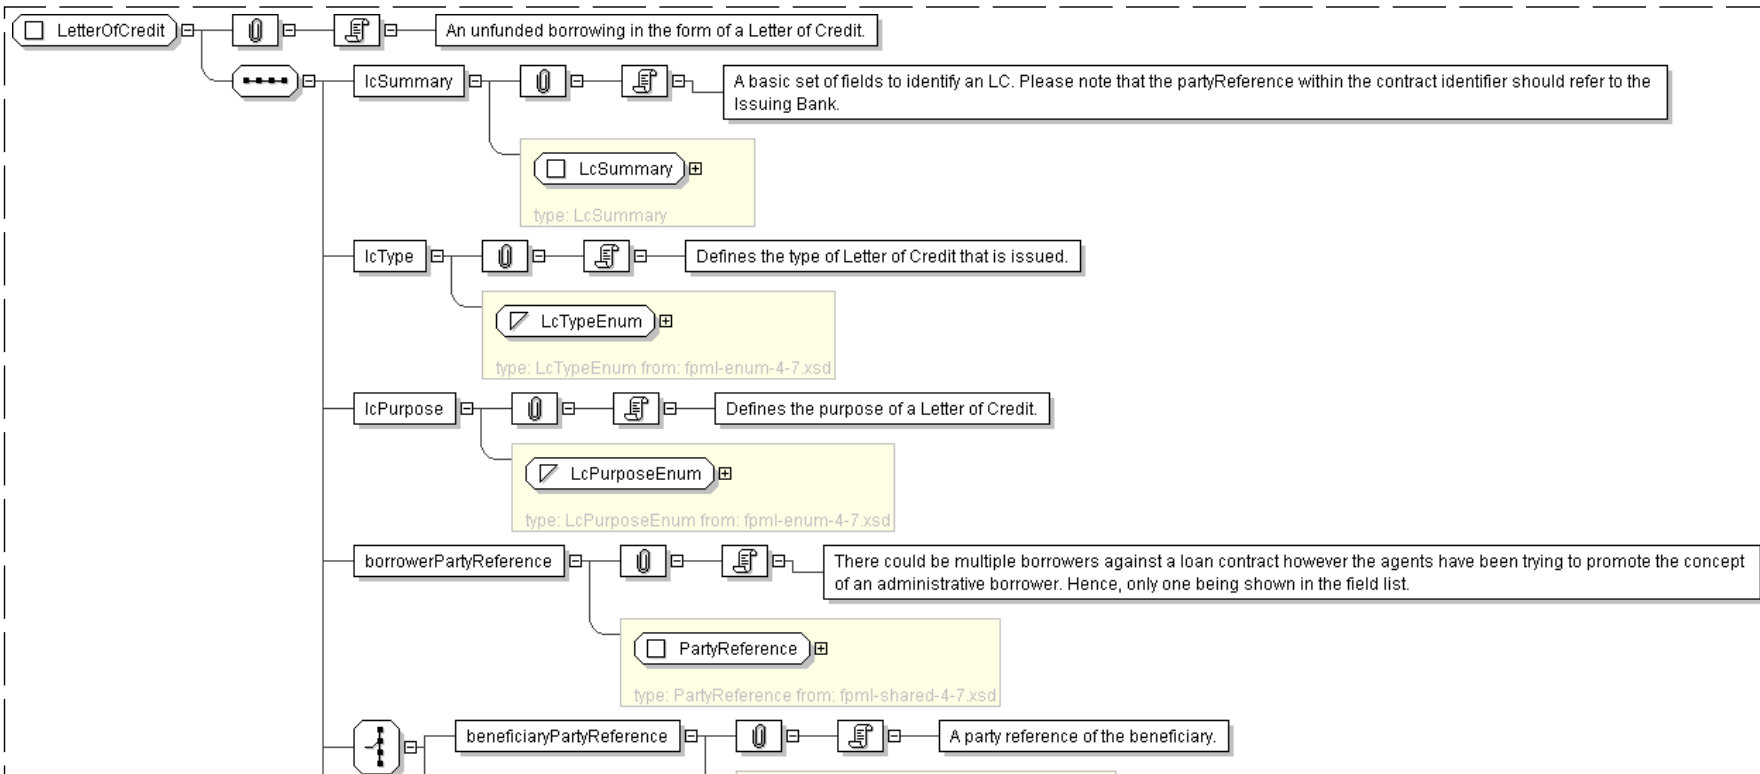 LetterOfCredit
An unfunded borrowing in the form of a Letter of Credit.
lcSummary
A basic set of fields to identify an LC. Please note that the partyReference within the contract identifier should refer to the
Issuing Bank.
LcSummary
type: LcSummary
lcType
Defines the type of Letter of Credit that is issued.
LcTypeEnum
type: LcTypeEnum from: fpml-enum-4-7.xsd
lcPurpose
Defines the purpose of a Letter of Credit.
LcPurposeEnum
type: LcPurposeEnum from: fpml-enum-4-7.xsd
borrowerPartyReference
There could be multiple borrowers against a loan contract however the agents have been trying to promote the concept
of an administrative borrower. Hence, only one being shown in the field list.
PartyReference
type: PartyReference from: fpml-shared-4-7.xsd
beneficiaryPartyReference
A party reference of the beneficiary.